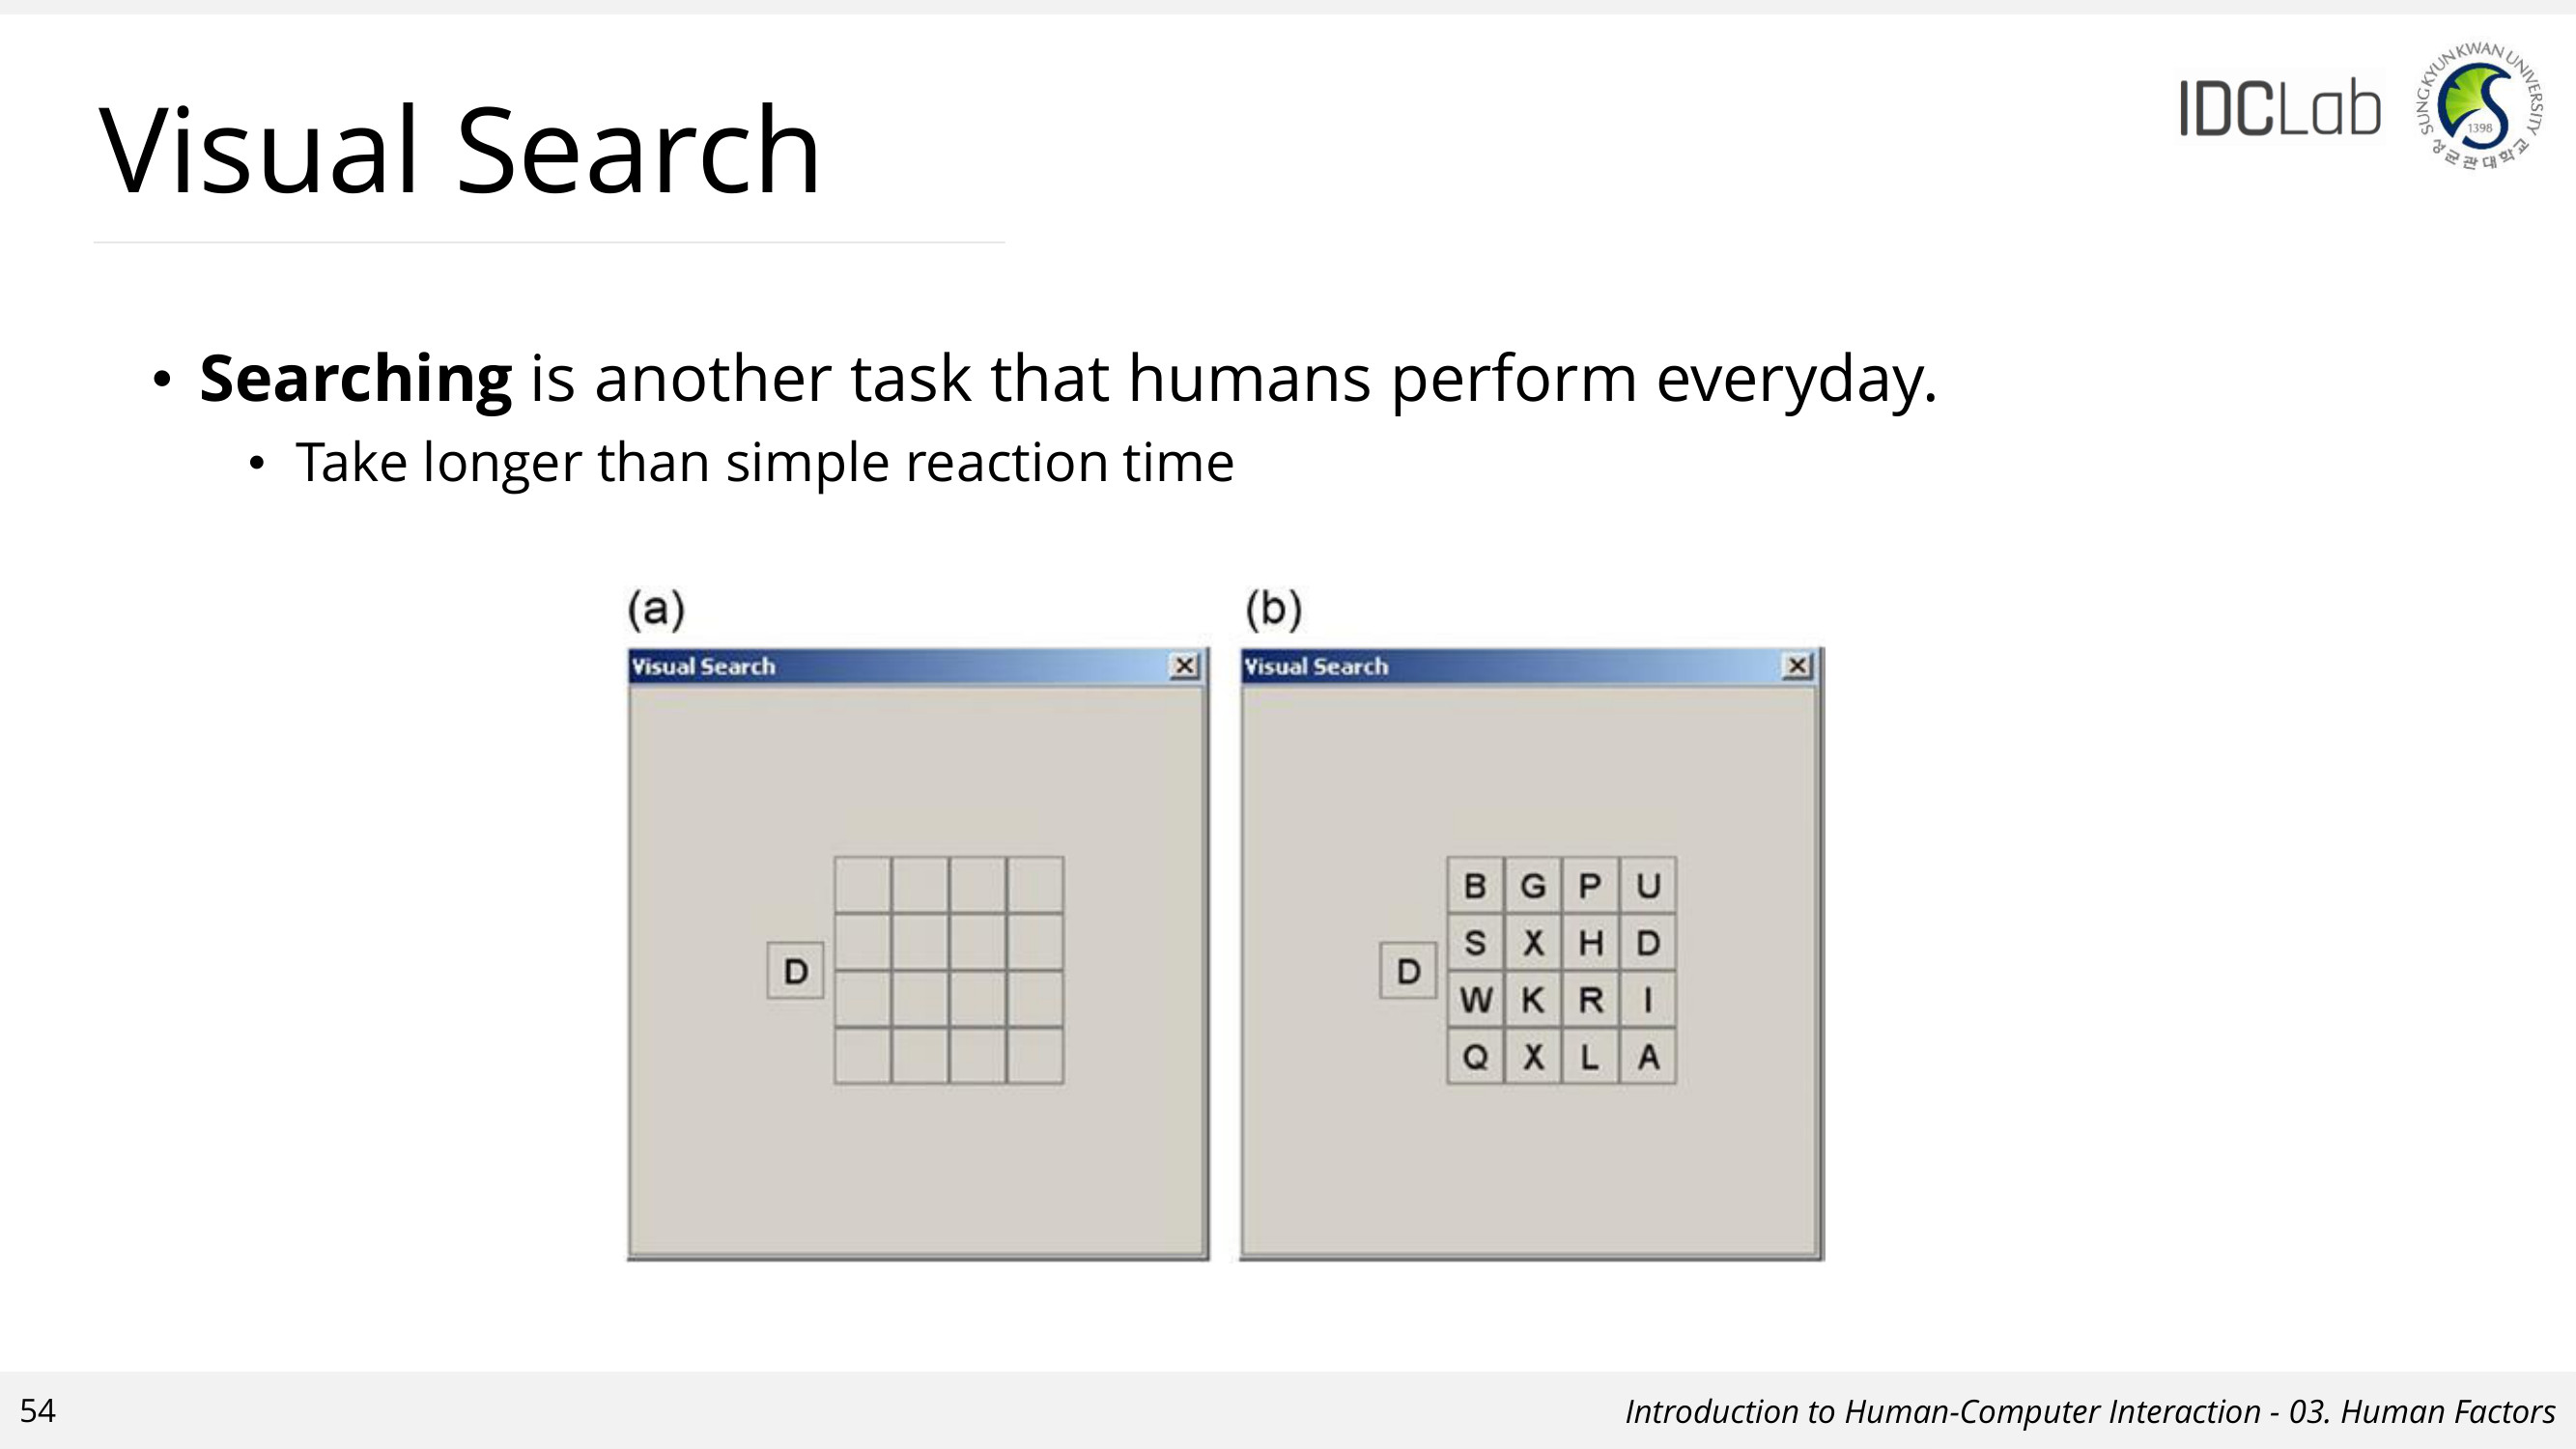 Visual Search
IDCLab
SUNGKYUNKWAN UNIVERSITY
1398
성균관대학교
• Searching is another task that humans perform everyday.
• Take longer than simple reaction time
(a)
Visual Search
D
(b)
Visual Search
D
B G P U
S X H D
W K R I
Q X L A
54
Introduction to Human-Computer Interaction - 03. Human Factors